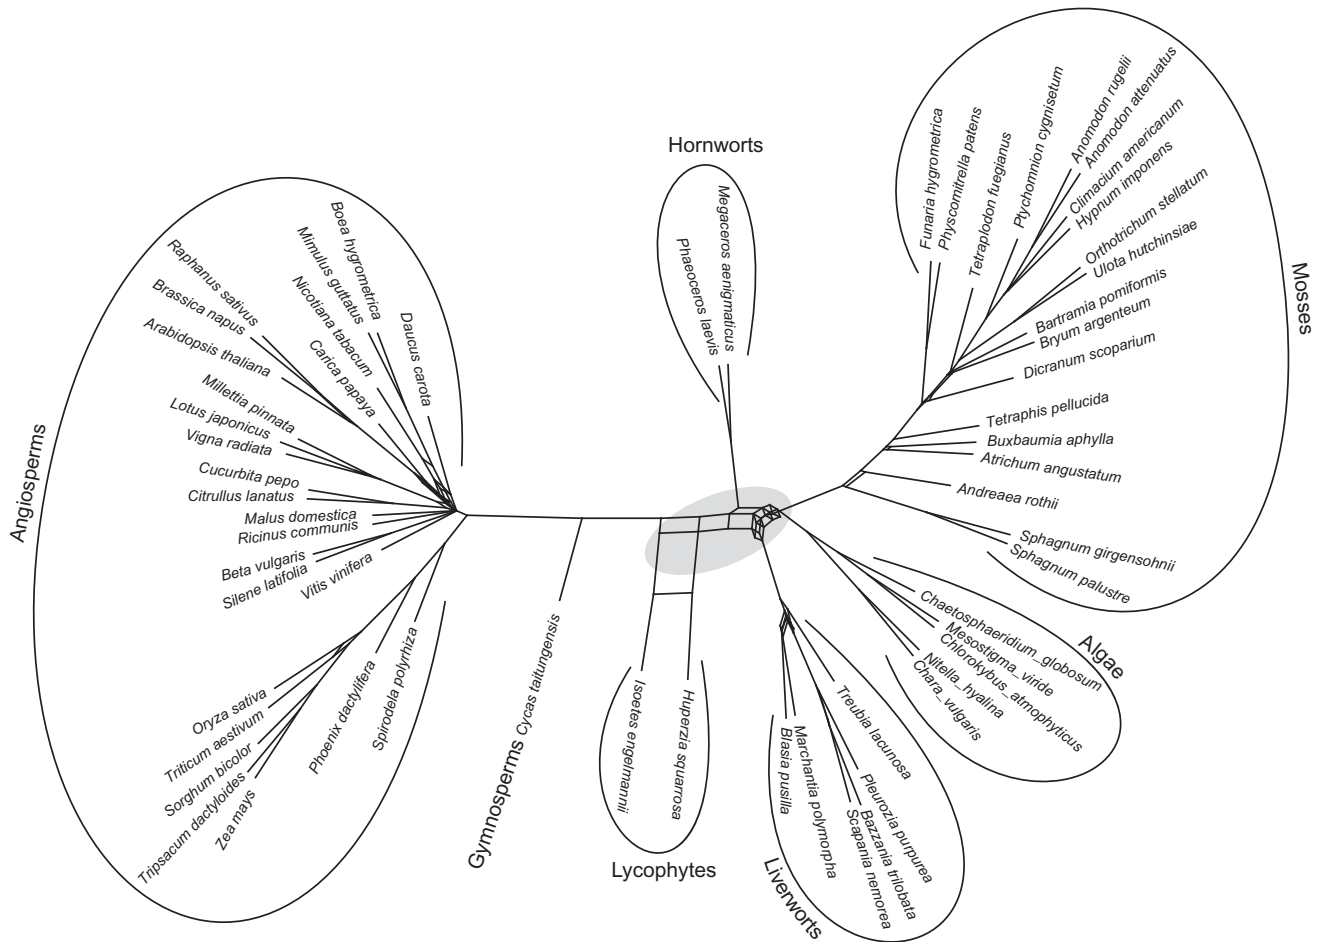 Angiosperms
Raphanus sativus
Brassica napus
Arabidopsis thaliana
Millettia pinnata
Lotus japonicus
Vigna radiata
Cucurbita pepo
Citrullus lanatus
Malus domestica
Ricinus communis
Beta vulgaris
Silene latifolia
Vitis vinifera
Boea hygrometrica
Mimulus guttatus
Nicotiana tabacum
Carica papaya
Daucus carota
Oryza sativa
Triticum aestivum
Sorghum bicolor
Tripsacum dactyloides
Zea mays
Phoenix dactylifera
Spirodela polyrhiza
Gymnosperms Cycas taitungensis
Hornworts
Phaeoceros laevis
Megaceros aenigmaticus
Lycophytes
Isoetes engelmannii
Huperzia squarrosa
Liverworts
Blasia pusilla
Marchantia polymorpha
Scapania nemorea
Bazzania trilobata
Pleurozia purpurea
Treubia lacunosa
Algae
Chaetosphaeridium_globosum
Mesostigma_viride
Chlorokybus_atmophyticus
Nitella_hyalina
Chara_vulgaris
Mosses
Funaria hygrometrica
Physcomitrella patens
Tetraplodon fuegianus
Ptychomnion cygnisetum
Anomodon rugelii
Anomodon attenuatus
Climacium americanum
Hypnum imponens
Orthotrichum stellatum
Ulota hutchinsiae
Bartramia pomiformis
Bryum argenteum
Dicranum scoparium
Tetraphis pellucida
Buxbaumia aphylla
Atrichum angustatum
Andreaea rothii
Sphagnum girgensohnii
Sphagnum palustre